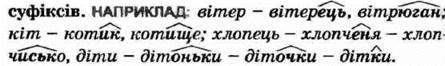 суфіксів. НАПРИКЛАД: вітер – вітерець, вітрюган;
кіт – котик, котище; хлопець – хлопченя – хлоп-
чисько, діти – дітоньки – діточки – дітки.